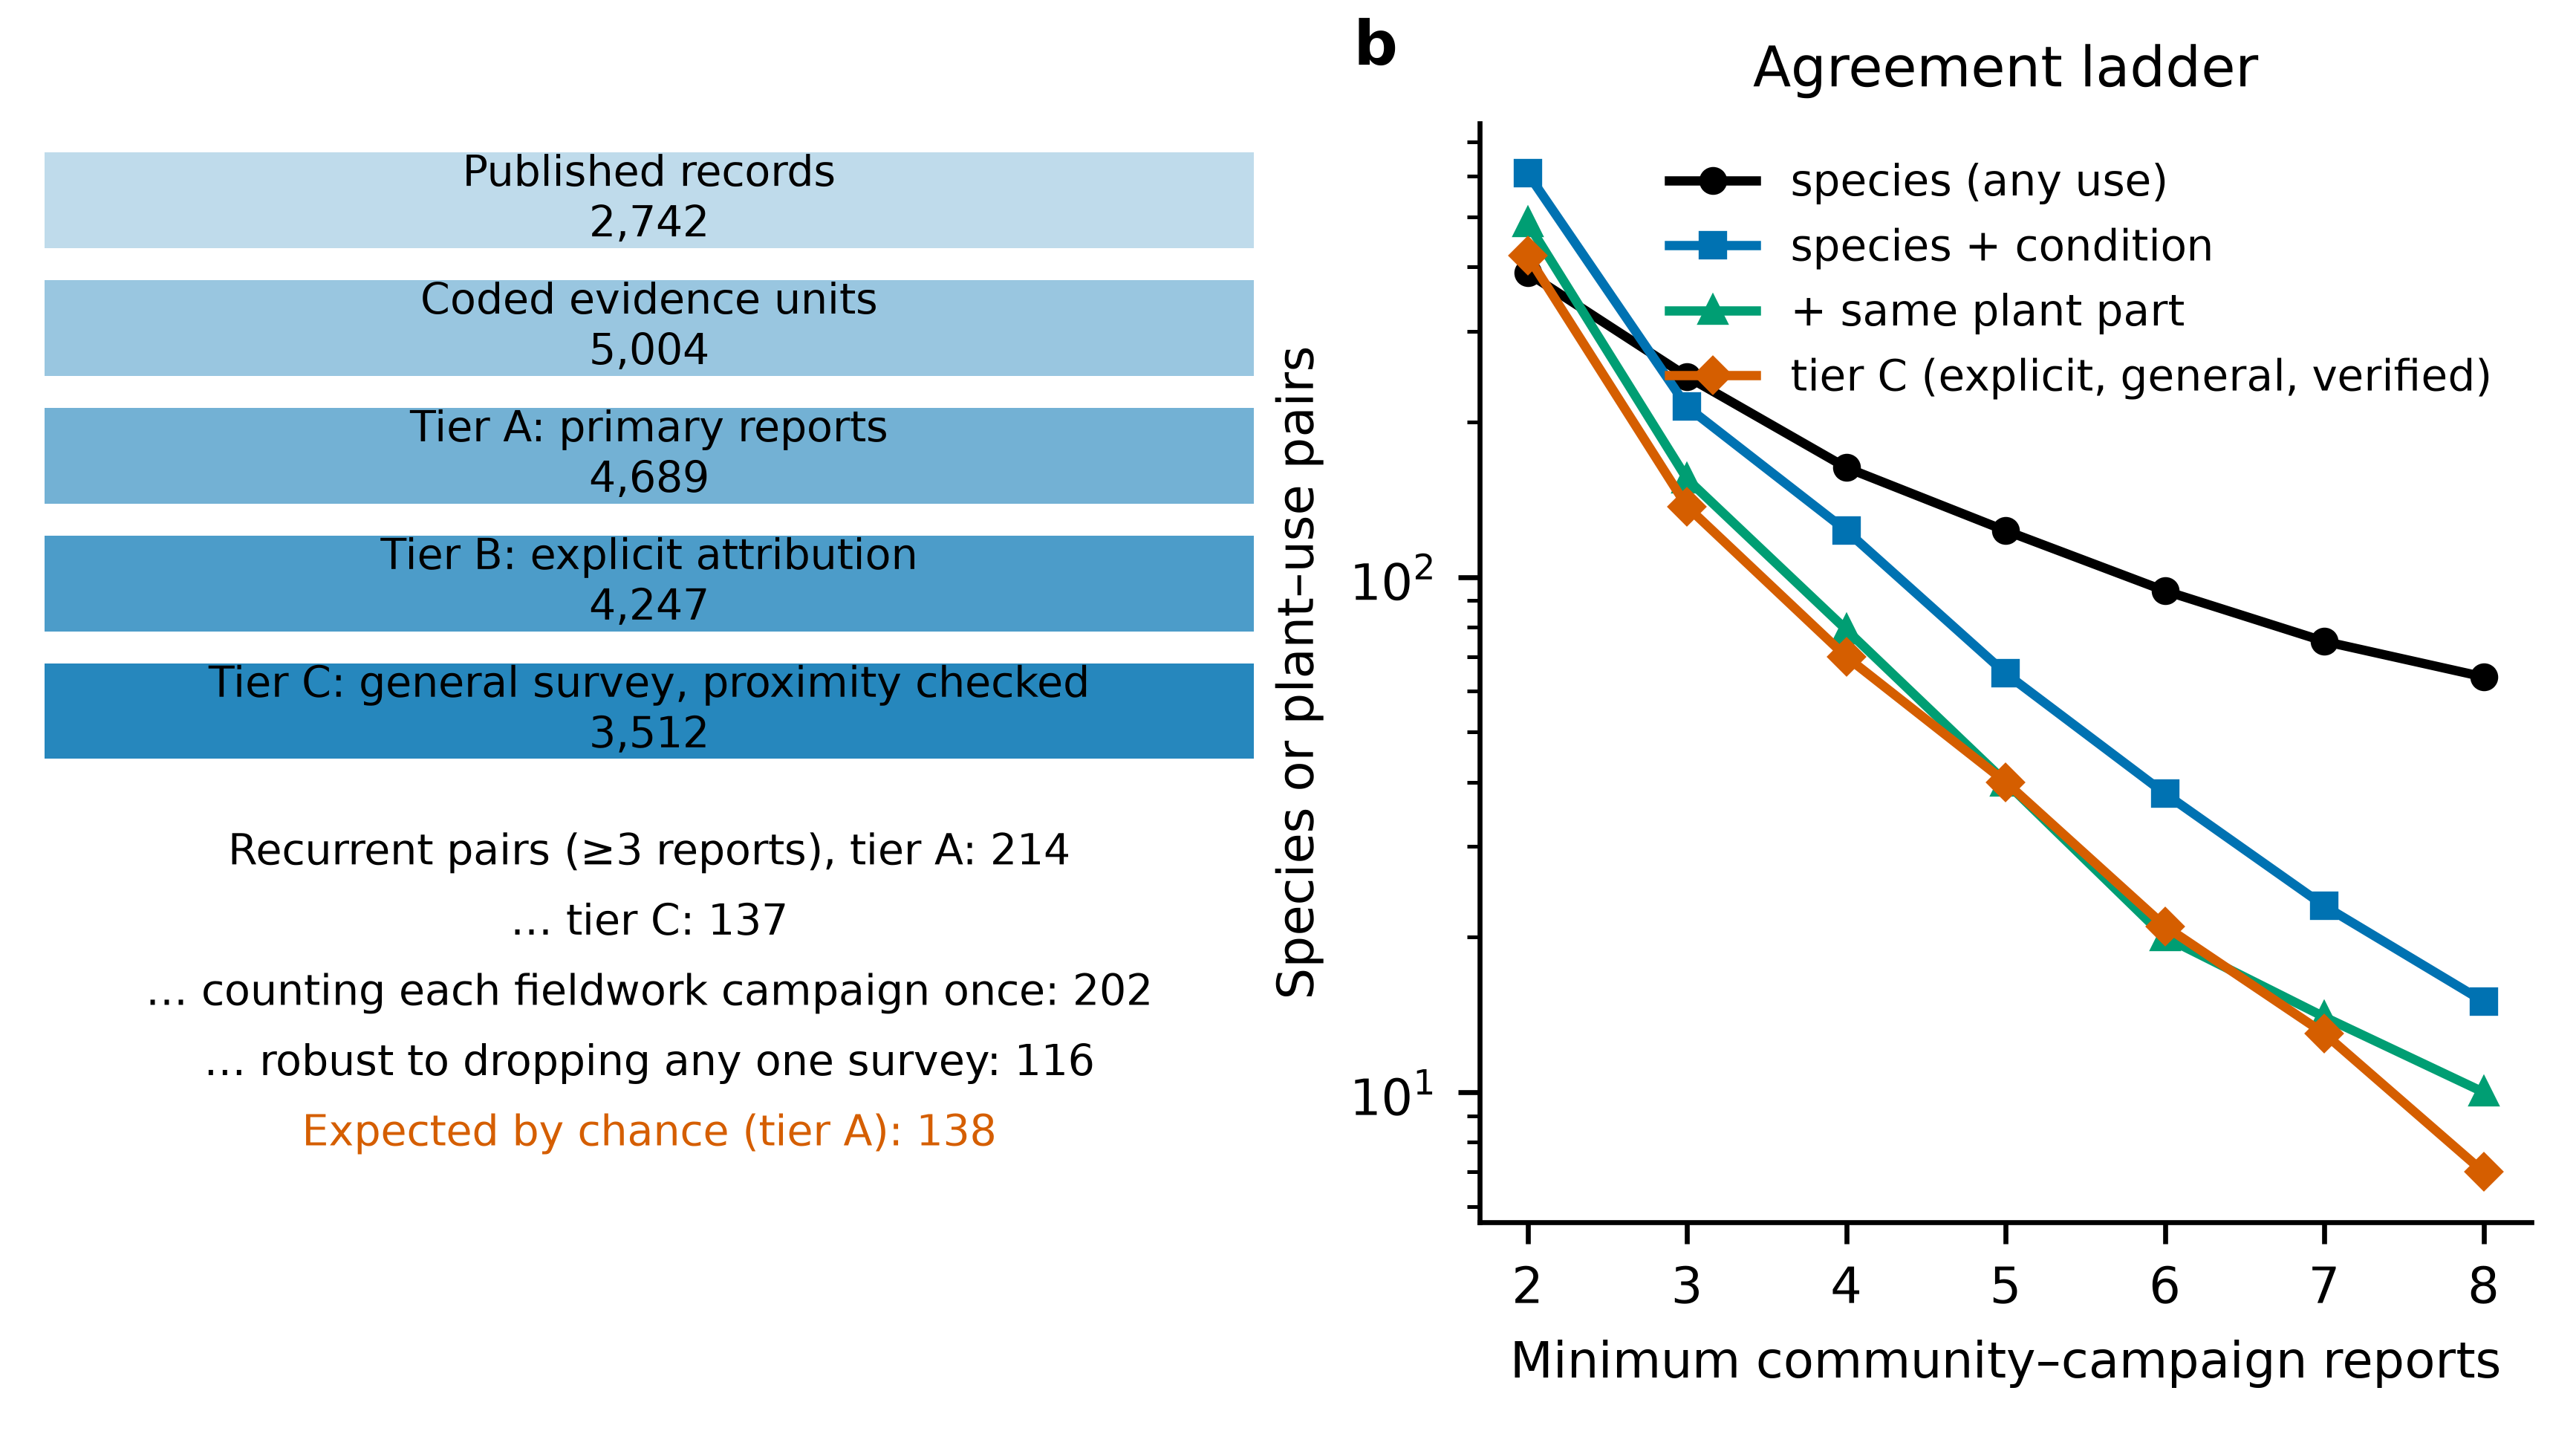 Published records
2,742
Coded evidence units
5,004
Tier A: primary reports
4,689
Tier B: explicit attribution
4,247
Tier C: general survey, proximity checked
3,512
Recurrent pairs (≥3 reports), tier A: 214
... tier C: 137
... counting each fieldwork campaign once: 202
... robust to dropping any one survey: 116
Expected by chance (tier A): 138
b
Agreement ladder
species (any use)
species + condition
+ same plant part
tier C (explicit, general, verified)
Species or plant–use pairs
10²
10¹
2 3 4 5 6 7 8
Minimum community–campaign reports